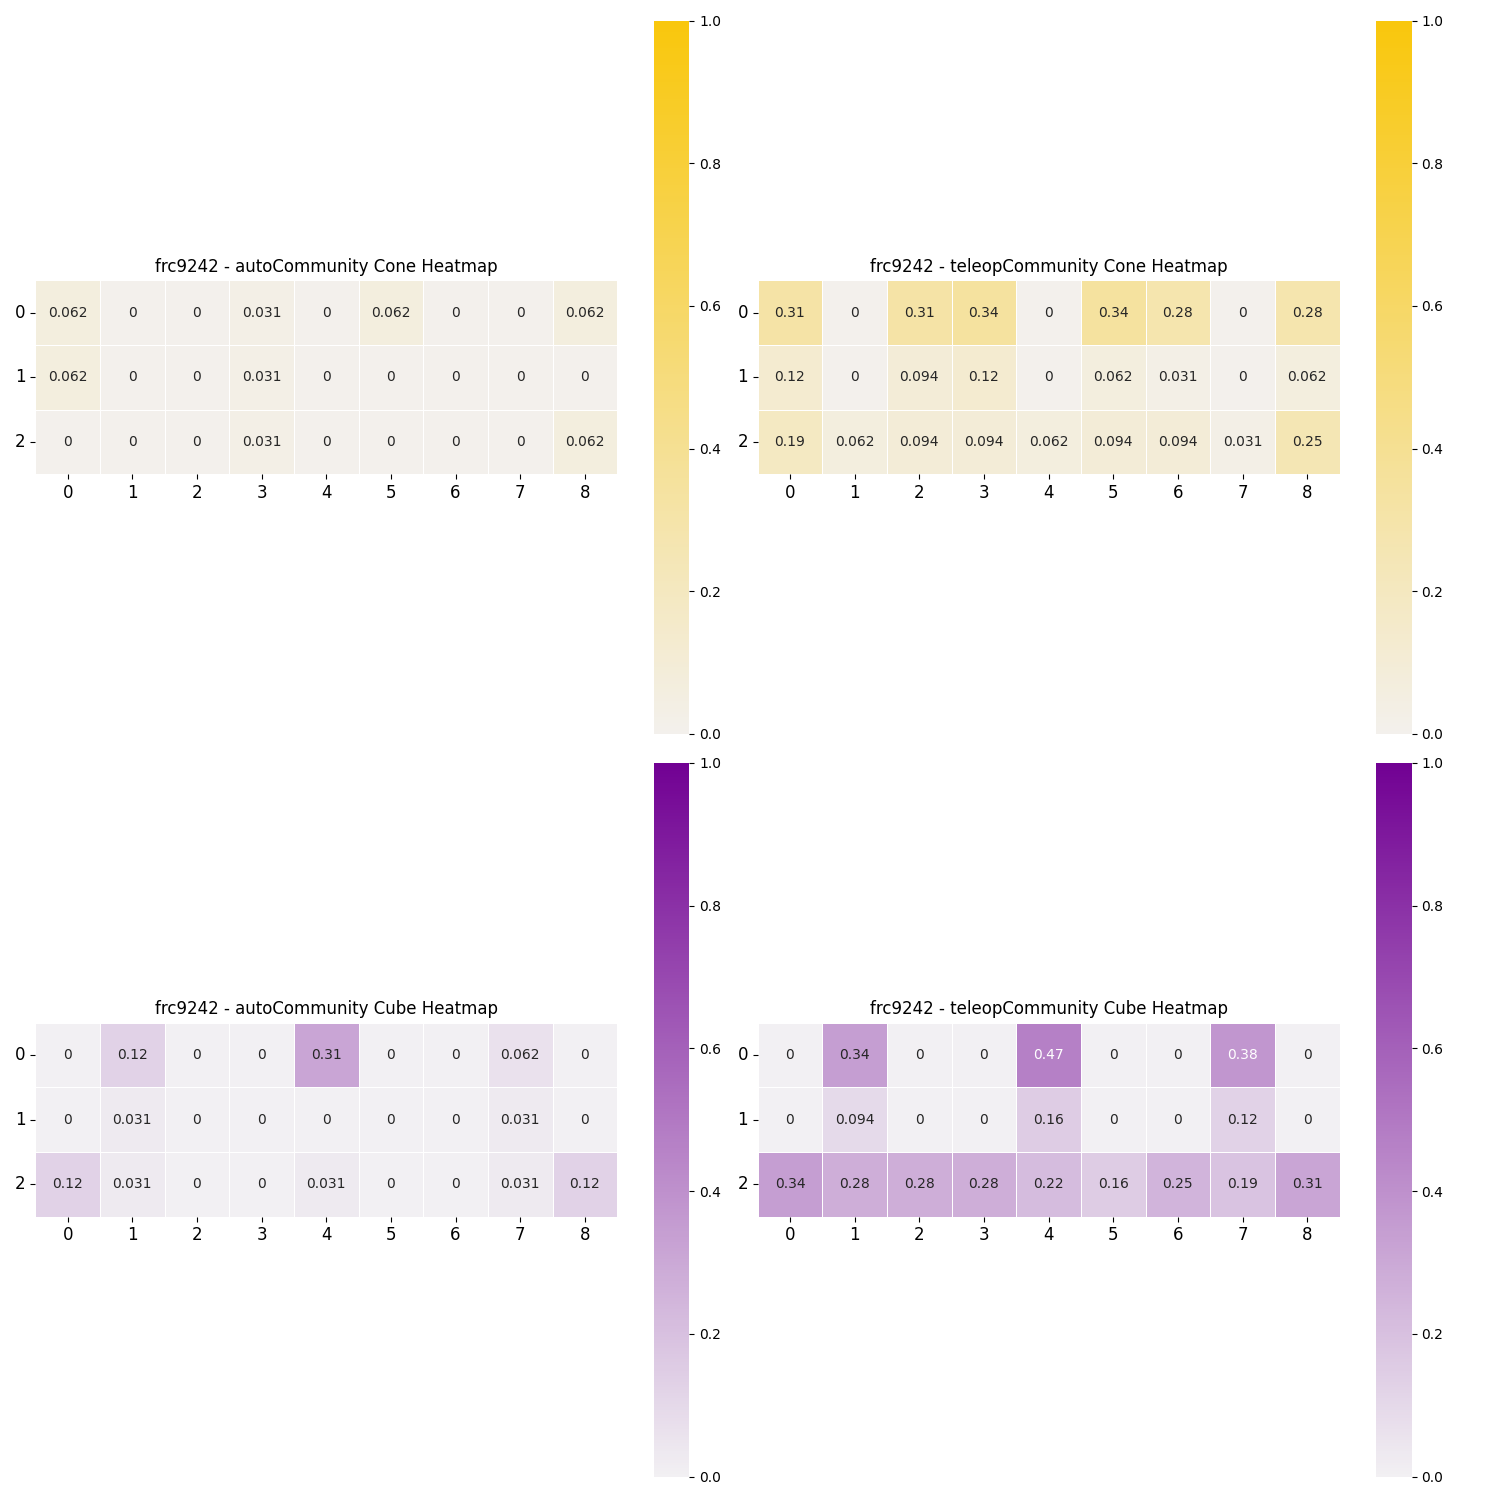 frc9242 - autoCommunity Cone Heatmap
0 0.062 0 0 0.031 0 0.062 0 0 0.062
1 0.062 0 0 0.031 0 0 0 0 0
2 0 0 0 0.031 0 0 0 0 0.062
0 1 2 3 4 5 6 7 8
1.0
0.8
0.6
0.4
0.2
0.0
frc9242 - teleopCommunity Cone Heatmap
0 0.31 0 0.31 0.34 0 0.34 0.28 0 0.28
1 0.12 0 0.094 0.12 0 0.062 0.031 0 0.062
2 0.19 0.062 0.094 0.094 0.062 0.094 0.094 0.031 0.25
0 1 2 3 4 5 6 7 8
1.0
0.8
0.6
0.4
0.2
0.0
frc9242 - autoCommunity Cube Heatmap
0 0 0.12 0 0 0.31 0 0 0.062 0
1 0 0.031 0 0 0 0 0 0.031 0
2 0.12 0.031 0 0 0.031 0 0 0.031 0.12
0 1 2 3 4 5 6 7 8
1.0
0.8
0.6
0.4
0.2
0.0
frc9242 - teleopCommunity Cube Heatmap
0 0 0.34 0 0 0.47 0 0 0.38 0
1 0 0.094 0 0 0.16 0 0 0.12 0
2 0.34 0.28 0.28 0.28 0.22 0.16 0.25 0.19 0.31
0 1 2 3 4 5 6 7 8
1.0
0.8
0.6
0.4
0.2
0.0